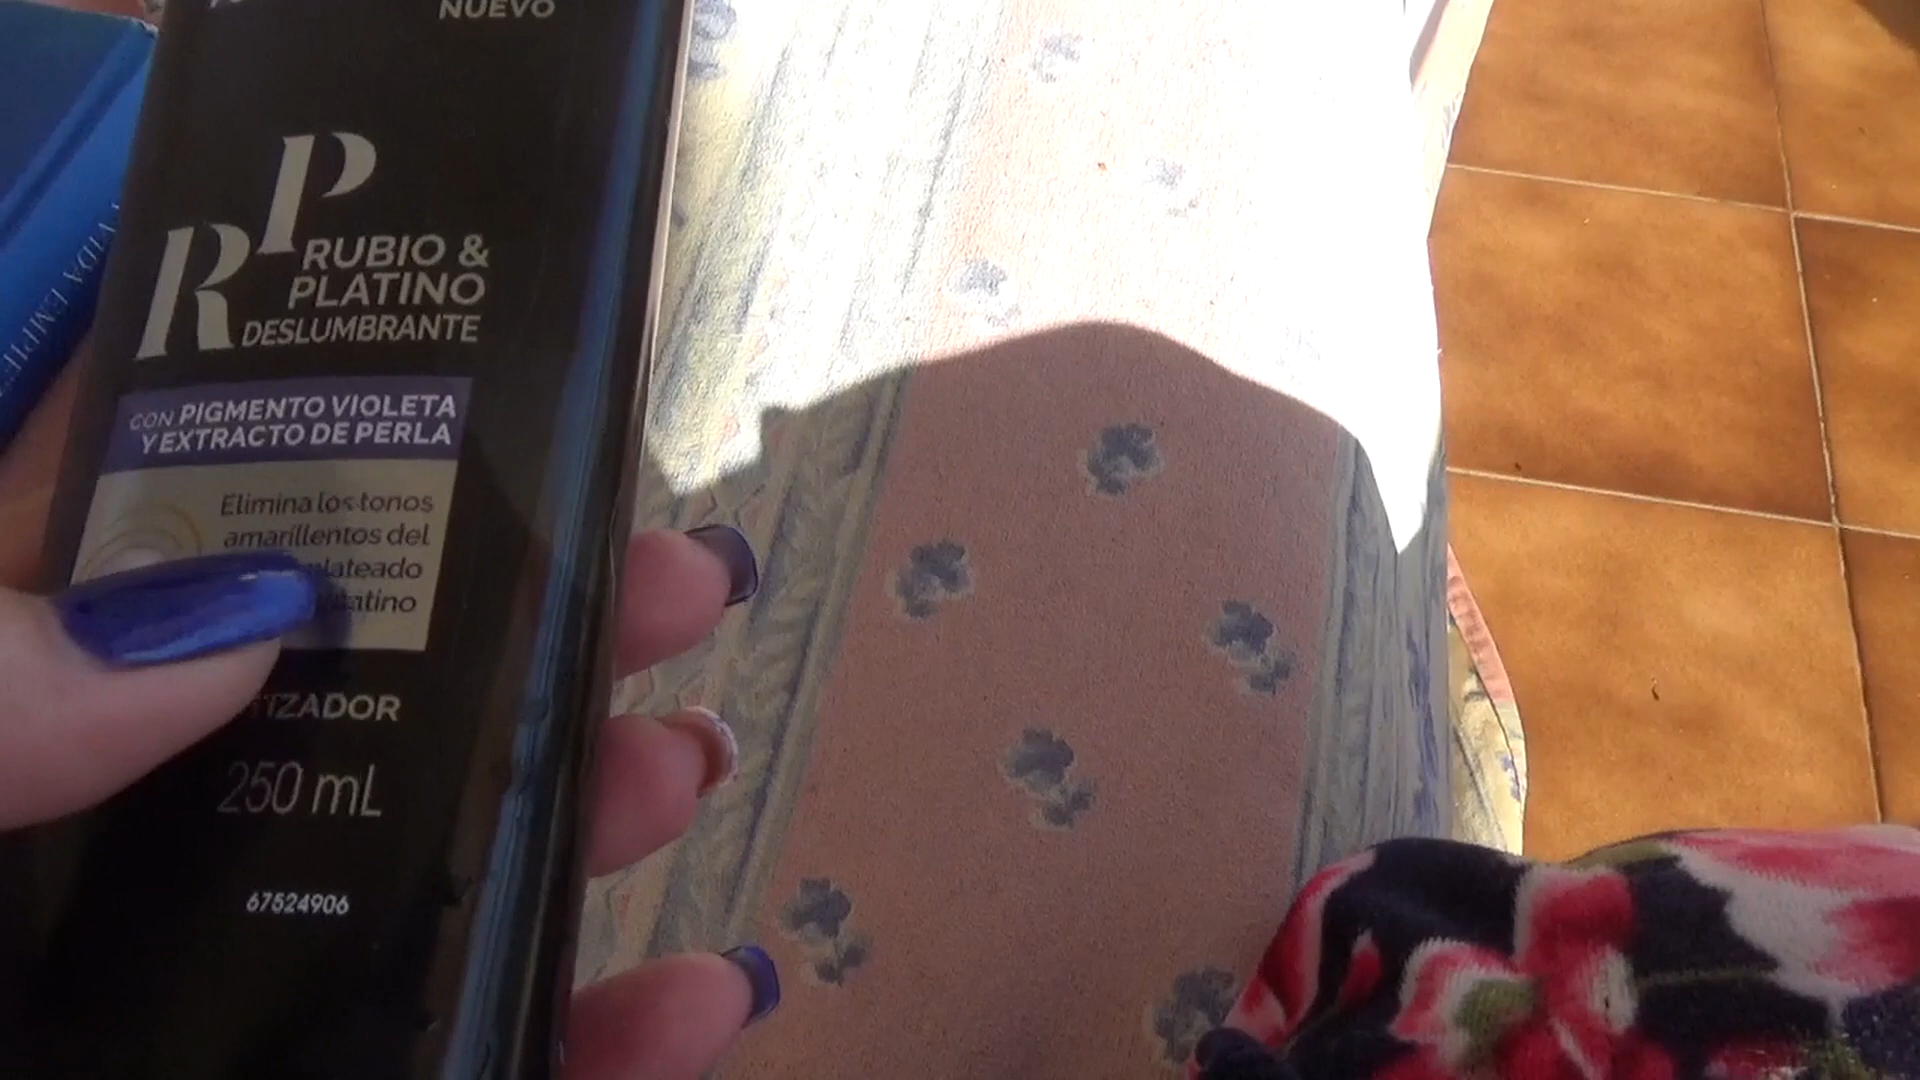 NUEVO
RP
RUBIO &
PLATINO
DESLUMBRANTE
CON PIGMENTO VIOLETA
Y EXTRACTO DE PERLA
Elimina los tonos
amarillentos del
250 mL
67524906
VIDA